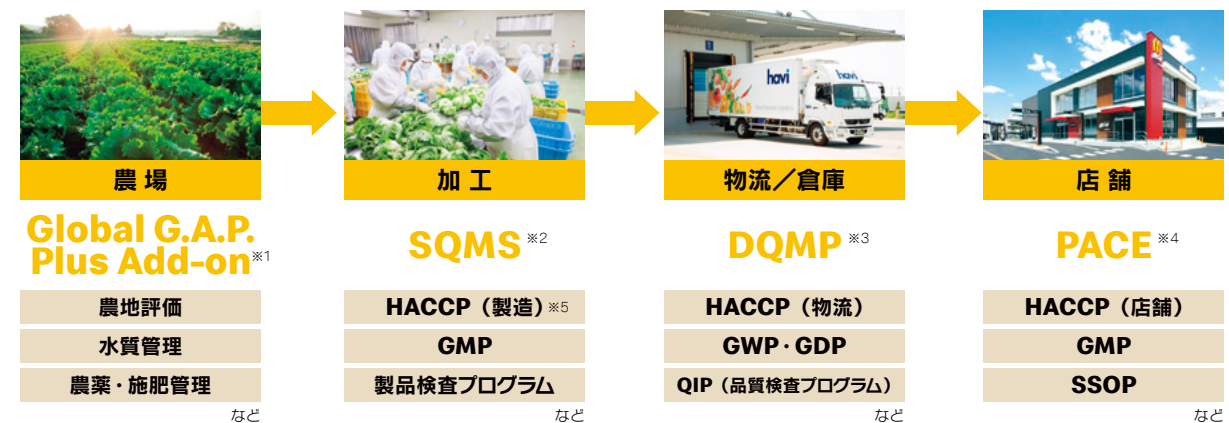 havi
havi
農場
加工
物流／倉庫
店舗
Global G.A.P.
Plus Add-on※1
SQMS※2
DQMP※3
PACE※4
農地評価
水質管理
農薬・施肥管理
など
HACCP（製造）※5
GMP
製品検査プログラム
など
HACCP（物流）
GWP・GDP
QIP（品質検査プログラム）
など
HACCP（店舗）
GMP
SSOP
など